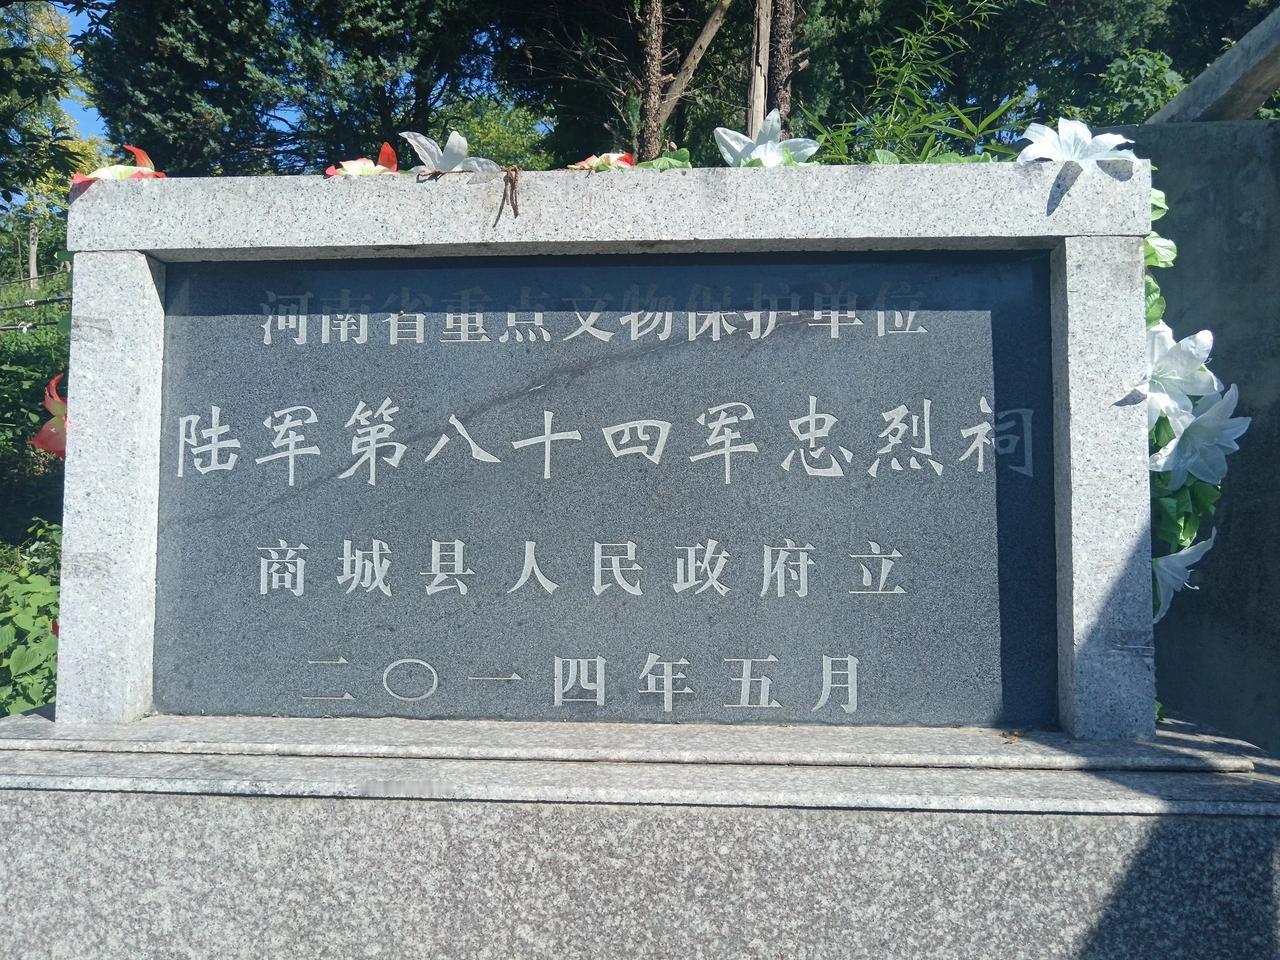 河南省重点文物保护单位
陆军第八十四军忠烈祠
商城县人民政府立
二〇一四年五月